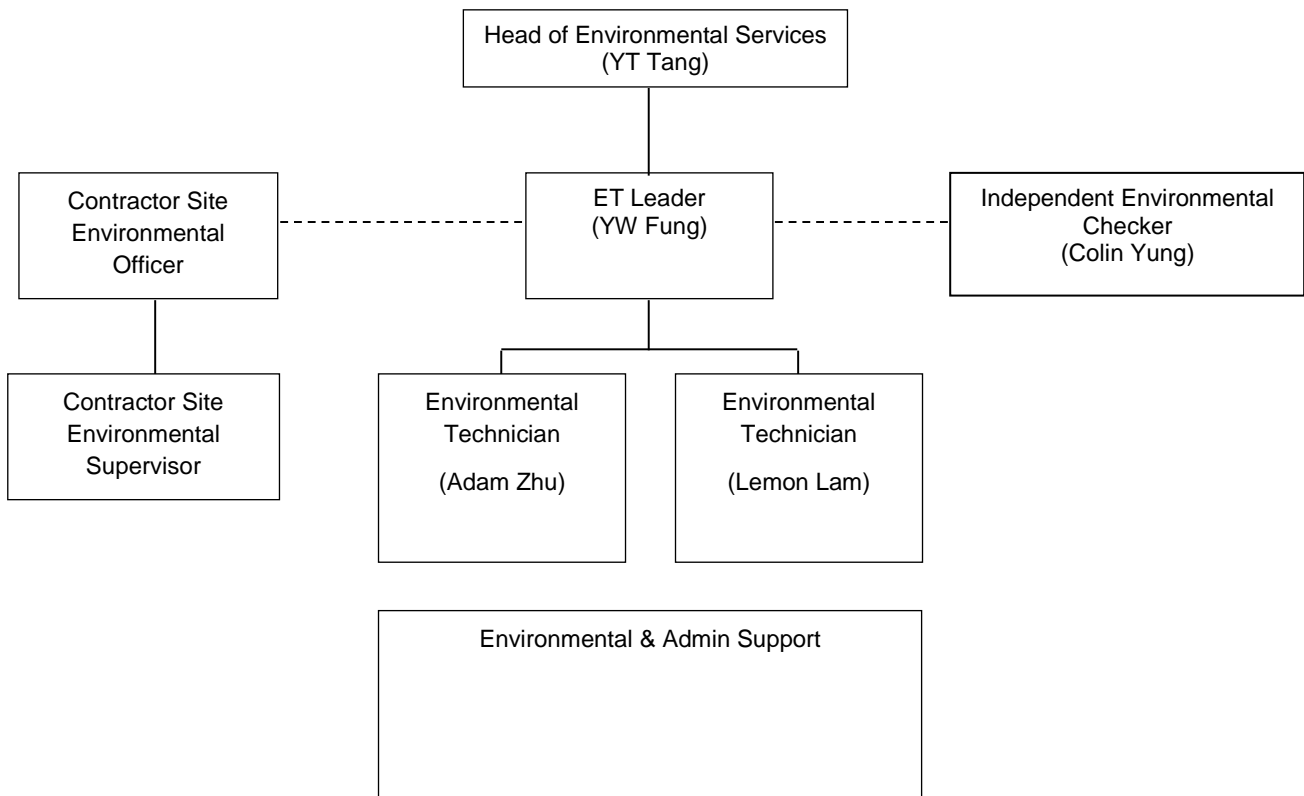 Head of Environmental Services
(YT Tang)
Contractor Site
Environmental
Officer
ET Leader
(YW Fung)
Independent Environmental
Checker
(Colin Yung)
Contractor Site
Environmental
Supervisor
Environmental
Technician
(Adam Zhu)
Environmental
Technician
(Lemon Lam)
Environmental & Admin Support